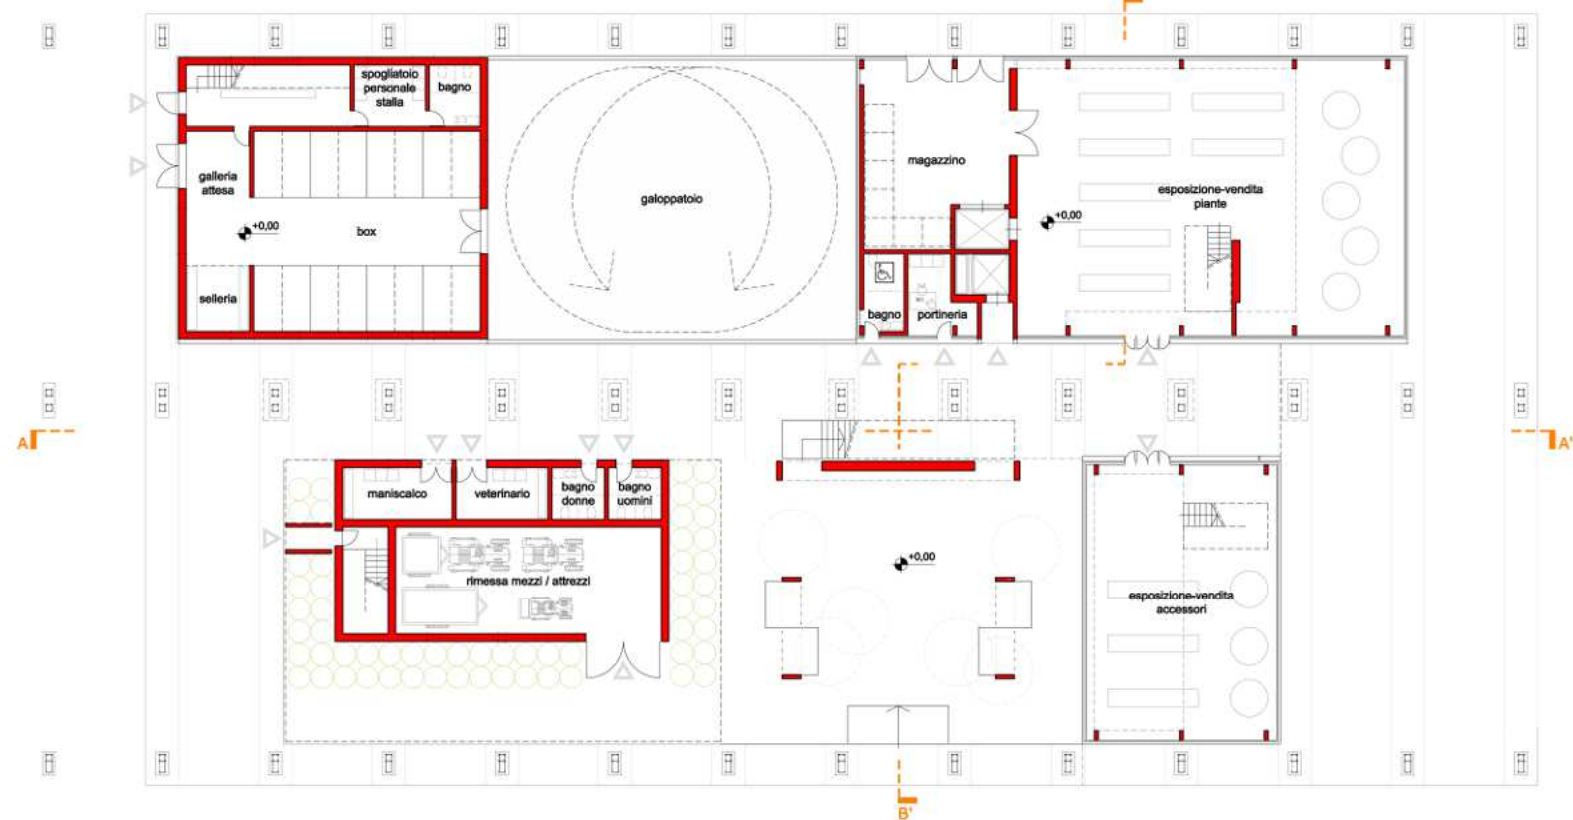 spogliatoio
personale
stalla
bagno
galleria
attesa
+0,00
box
selleria
galoppatoio
magazzino
esposizione-vendita
piante
+0,00
bagno
portineria
A
A'
maniscalco
veterinario
bagno
donne
bagno
uomini
rimessa mezzi / attrezzi
+0,00
esposizione-vendita
accessori
B'